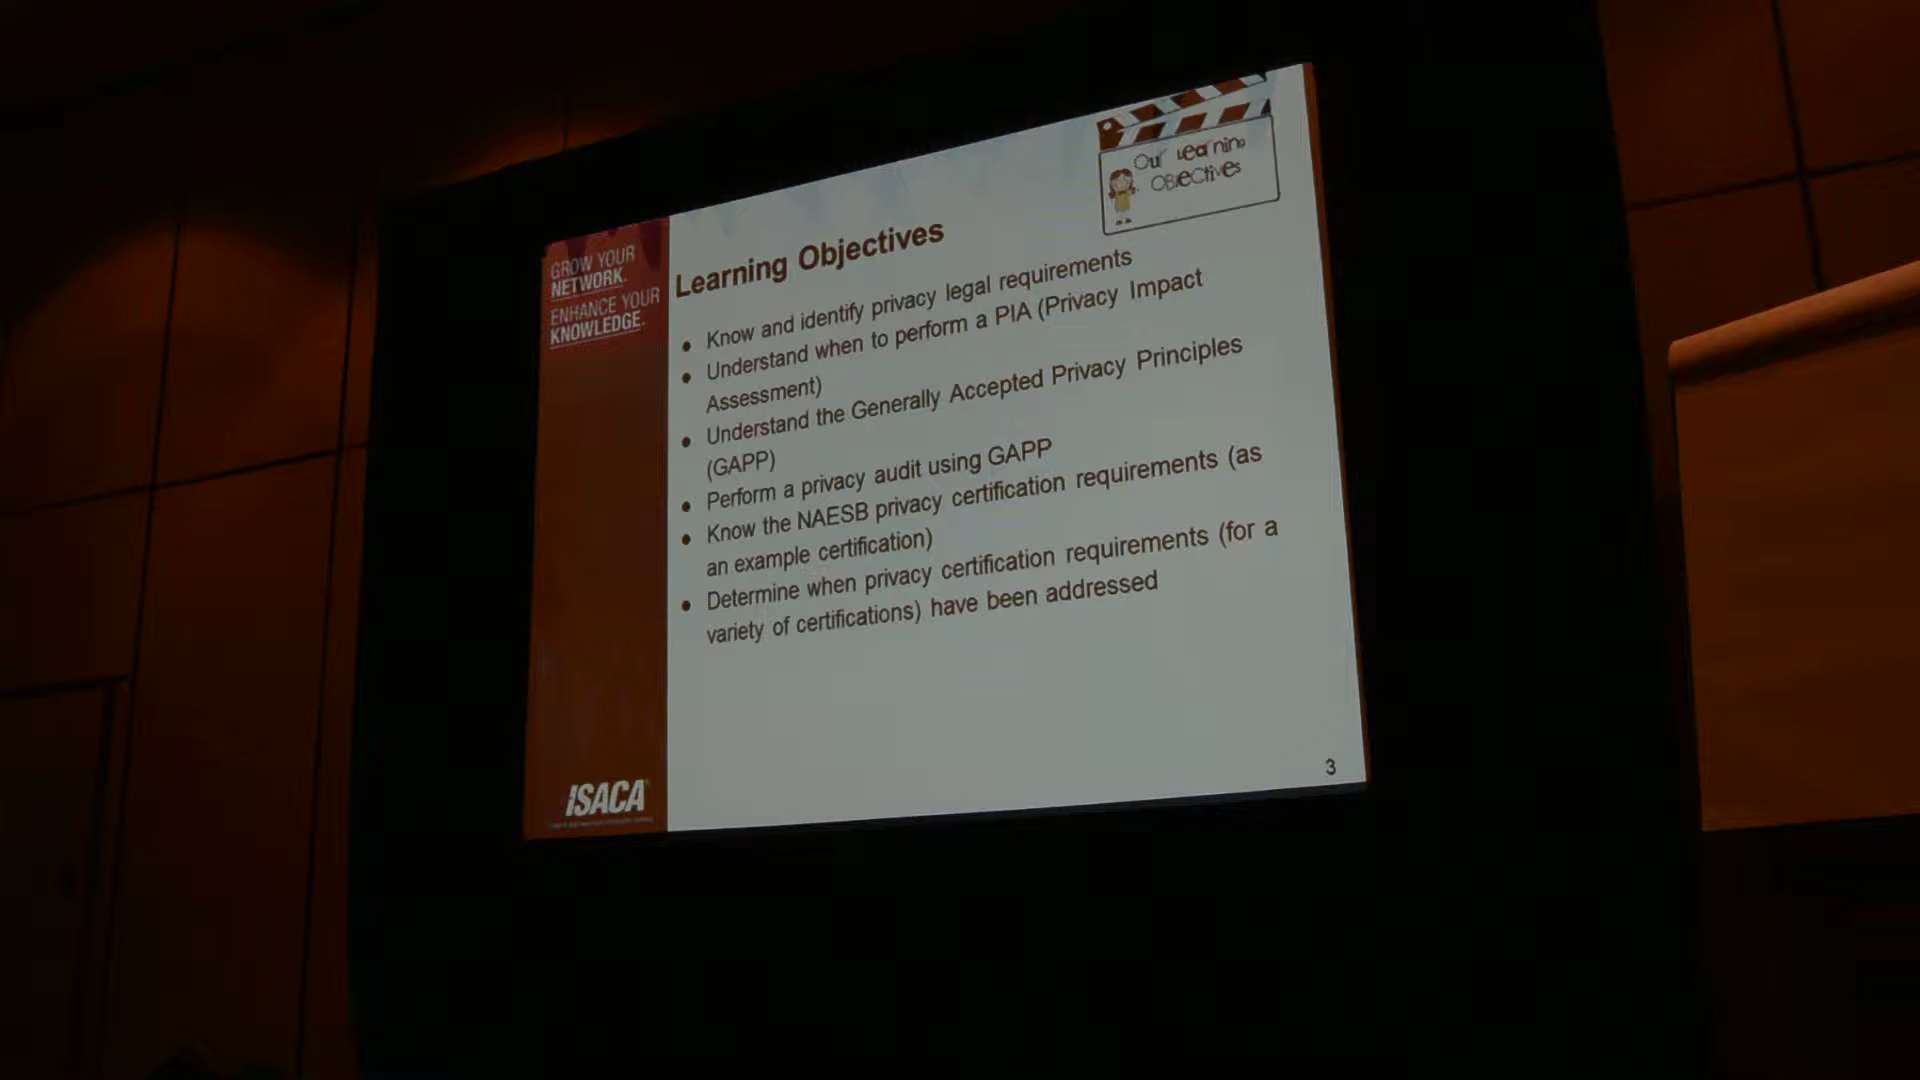 GROW YOUR
NETWORK.
ENHANCE YOUR
KNOWLEDGE.
Learning Objectives
Our Learning
Objectives
• Know and identify privacy legal requirements
• Understand when to perform a PIA (Privacy Impact
Assessment)
• Understand the Generally Accepted Privacy Principles
(GAPP)
• Perform a privacy audit using GAPP
• Know the NAESB privacy certification requirements (as
an example certification)
• Determine when privacy certification requirements (for a
variety of certifications) have been addressed
ISACA
3